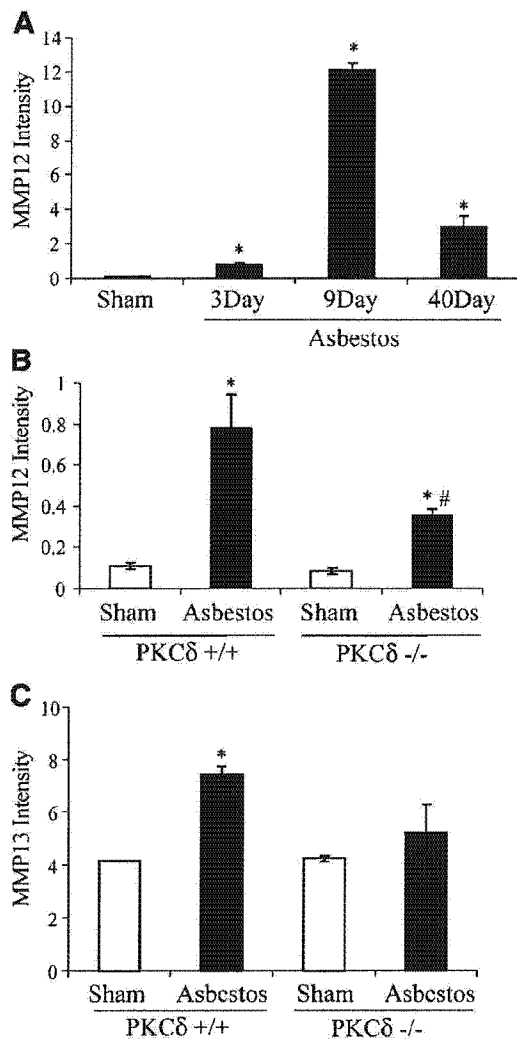 A
MMP12 Intensity
14
12
10
8
6
4
2
0
*
*
*
Sham 3Day 9Day 40Day
Asbestos
B
MMP12 Intensity
1
0.8
0.6
0.4
0.2
0
*
* #
Sham Asbestos Sham Asbestos
PKCδ +/+ PKCδ -/-
C
MMP13 Intensity
10
8
6
4
2
0
*
Sham Asbestos Sham Asbestos
PKCδ +/+ PKCδ -/-